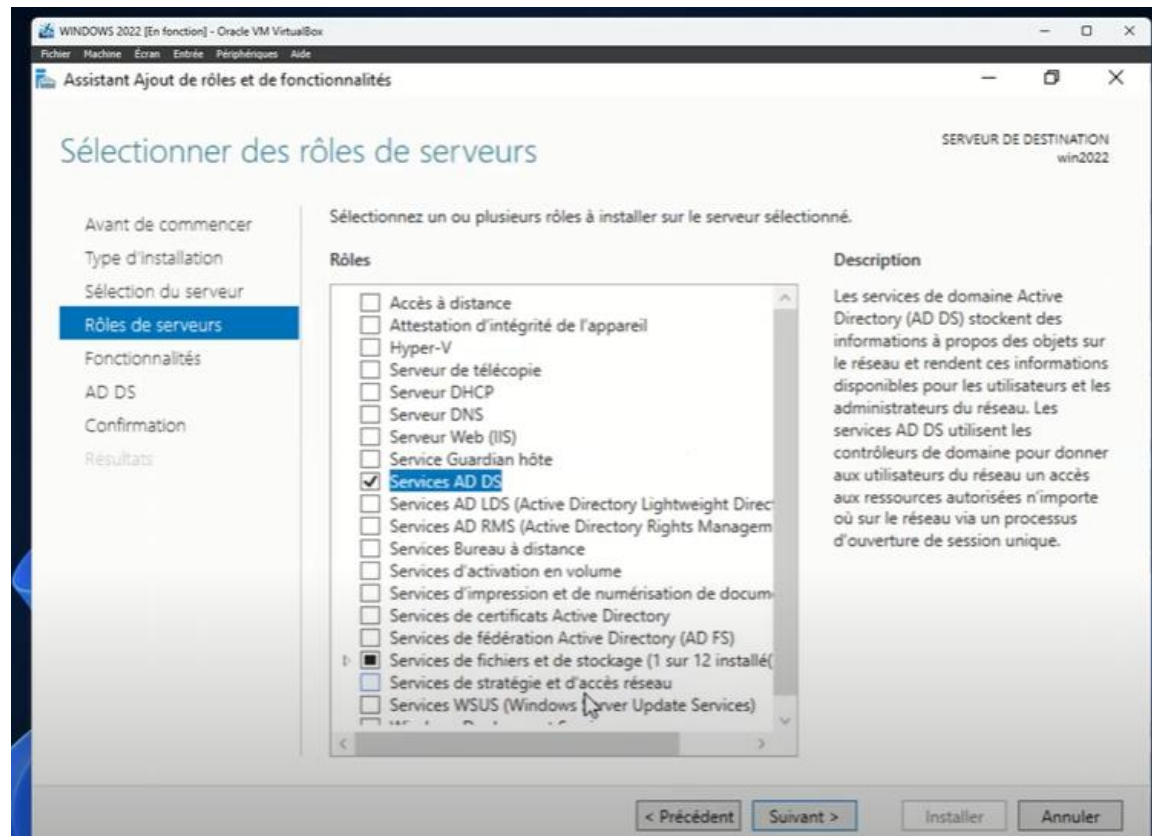 WINDOWS 2022 [En fonction] - Oracle VM VirtualBox
Fichier Machine Écran Entrée Périphériques Aide
Assistant Ajout de rôles et de fonctionnalités
Sélectionner des rôles de serveurs
SERVEUR DE DESTINATION
win2022
Avant de commencer
Type d'installation
Sélection du serveur
Rôles de serveurs
Fonctionnalités
AD DS
Confirmation
Résultats
Sélectionnez un ou plusieurs rôles à installer sur le serveur sélectionné.
Rôles
Accès à distance
Attestation d'intégrité de l'appareil
Hyper-V
Serveur de télécopie
Serveur DHCP
Serveur DNS
Serveur Web (IIS)
Service Guardian hôte
Services AD DS
Services AD LDS (Active Directory Lightweight Direc
Services AD RMS (Active Directory Rights Managem
Services Bureau à distance
Services d'activation en volume
Services d'impression et de numérisation de docum
Services de certificats Active Directory
Services de fédération Active Directory (AD FS)
Services de fichiers et de stockage (1 sur 12 installé(
Services de stratégie et d'accès réseau
Services WSUS (Windows Server Update Services)
Description
Les services de domaine Active
Directory (AD DS) stockent des
informations à propos des objets sur
le réseau et rendent ces informations
disponibles pour les utilisateurs et les
administrateurs du réseau. Les
services AD DS utilisent les
contrôleurs de domaine pour donner
aux utilisateurs du réseau un accès
aux ressources autorisées n'importe
où sur le réseau via un processus
d'ouverture de session unique.
< Précédent
Suivant >
Installer
Annuler